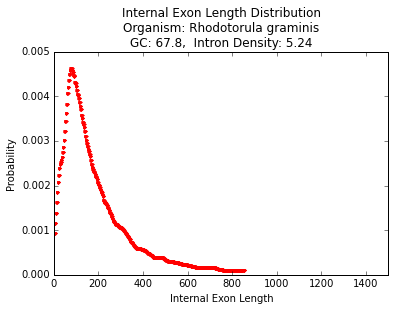 Internal Exon Length Distribution
Organism: Rhodotorula graminis
GC: 67.8,  Intron Density: 5.24
0.005
0.004
0.003
0.002
0.001
0.000
Probability
0
200
400
600
800
1000
1200
1400
Internal Exon Length